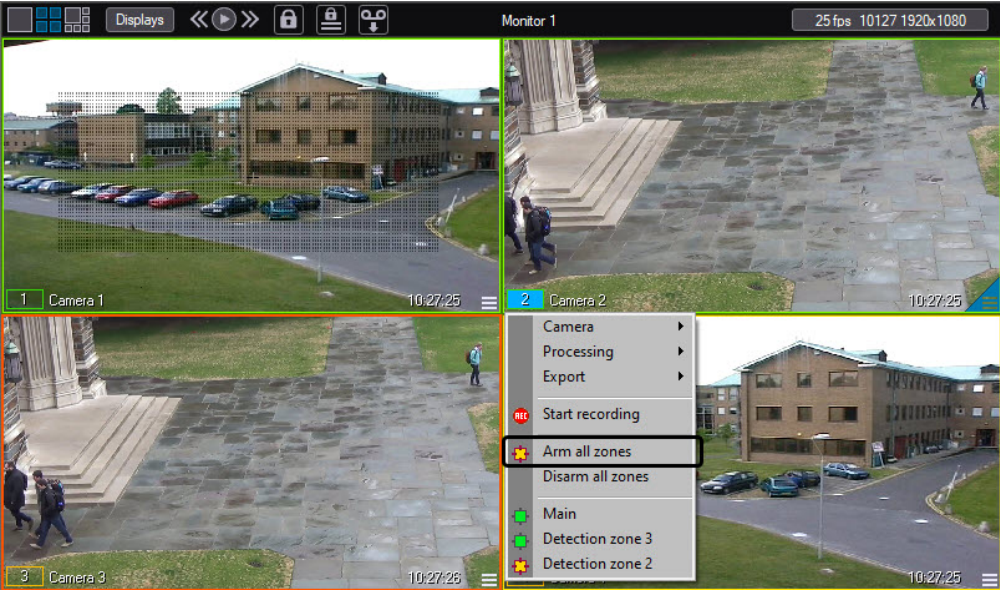 Displays
Monitor 1
25 fps 10127 1920x1080
1 Camera 1 10:27:25
2 Camera 2 10:27:25
Camera
Processing
Export
REC Start recording
Arm all zones
Disarm all zones
Main
Detection zone 3
Detection zone 2
3 Camera 3 10:27:26
10:27:25